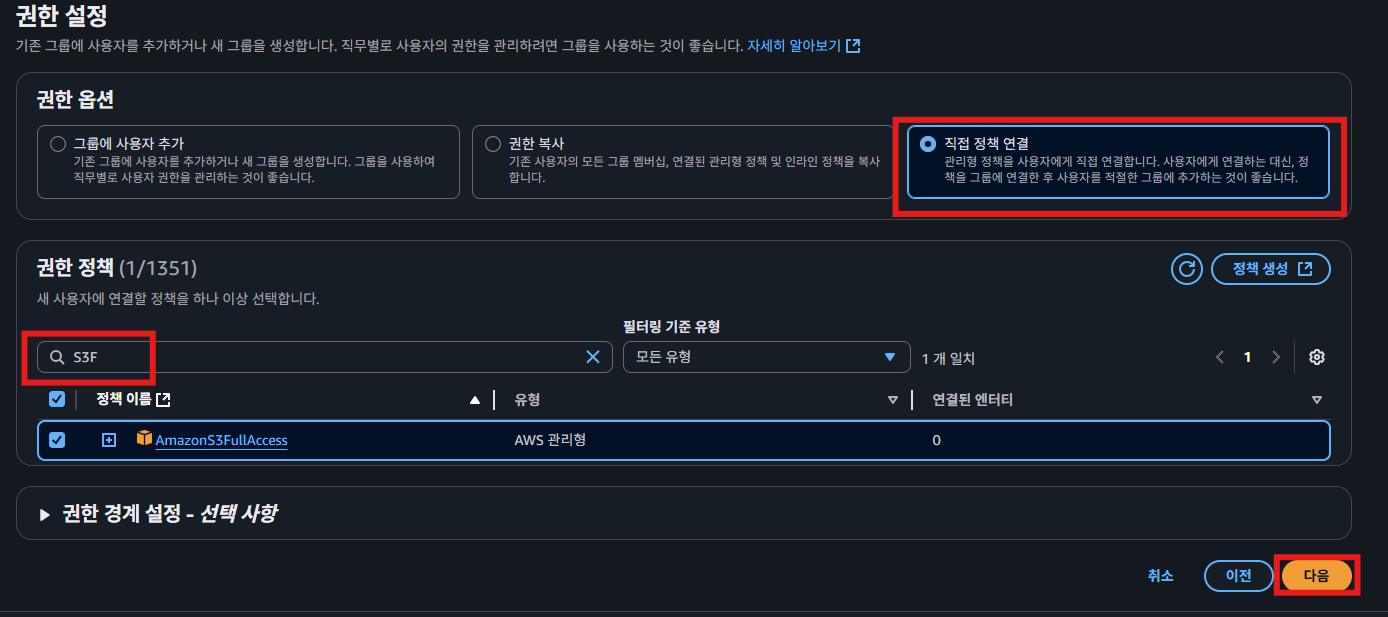 권한 설정
기존 그룹에 사용자를 추가하거나 새 그룹을 생성합니다. 직무별로 사용자의 권한을 관리하려면 그룹을 사용하는 것이 좋습니다. 자세히 알아보기
권한 옵션
그룹에 사용자 추가
기존 그룹에 사용자를 추가하거나 새 그룹을 생성합니다. 그룹을 사용하여
직무별로 사용자 권한을 관리하는 것이 좋습니다.
권한 복사
기존 사용자의 모든 그룹 멤버십, 연결된 관리형 정책 및 인라인 정책을 복사
합니다.
직접 정책 연결
관리형 정책을 사용자에게 직접 연결합니다. 사용자에게 연결하는 대신, 정
책을 그룹에 연결한 후 사용자를 적절한 그룹에 추가하는 것이 좋습니다.
권한 정책 (1/1351)
정책 생성
새 사용자에 연결할 정책을 하나 이상 선택합니다.
필터링 기준 유형
S3F
모든 유형
1 개 일치
1
정책 이름
유형
연결된 엔터티
AmazonS3FullAccess
AWS 관리형
0
권한 경계 설정 - 선택 사항
취소
이전
다음